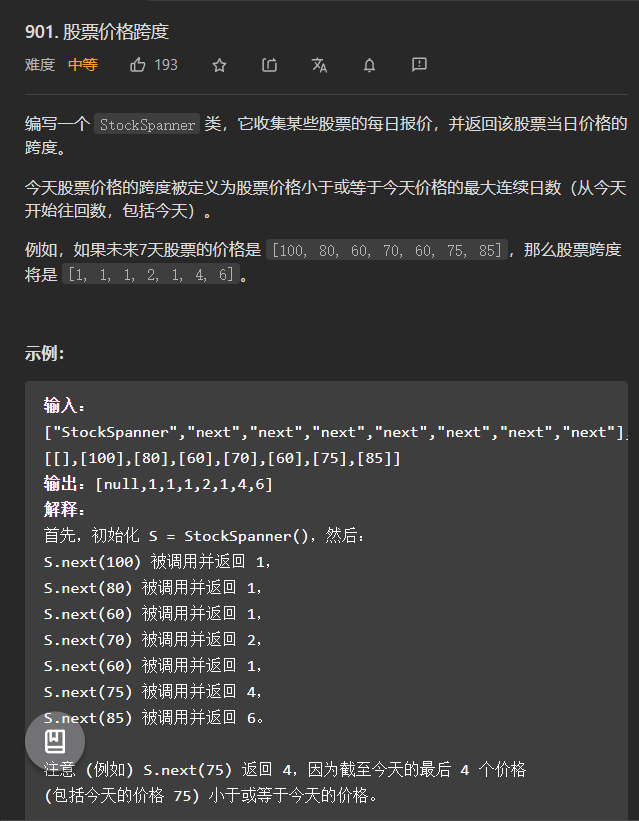 901. 股票价格跨度
难度 中等 193
编写一个 StockSpanner 类，它收集某些股票的每日报价，并返回该股票当日价格的
跨度。
今天股票价格的跨度被定义为股票价格小于或等于今天价格的最大连续日数（从今天
开始往回数，包括今天）。
例如，如果未来7天股票的价格是 [100, 80, 60, 70, 60, 75, 85]，那么股票跨度
将是 [1, 1, 1, 2, 1, 4, 6]。
示例：
输入：
["StockSpanner","next","next","next","next","next","next","next"],
[[],[100],[80],[60],[70],[60],[75],[85]]
输出：[null,1,1,1,2,1,4,6]
解释：
首先，初始化 S = StockSpanner()，然后：
S.next(100) 被调用并返回 1，
S.next(80) 被调用并返回 1，
S.next(60) 被调用并返回 1，
S.next(70) 被调用并返回 2，
S.next(60) 被调用并返回 1，
S.next(75) 被调用并返回 4，
S.next(85) 被调用并返回 6。
注意 (例如) S.next(75) 返回 4，因为截至今天的最后 4 个价格
(包括今天的价格 75) 小于或等于今天的价格。